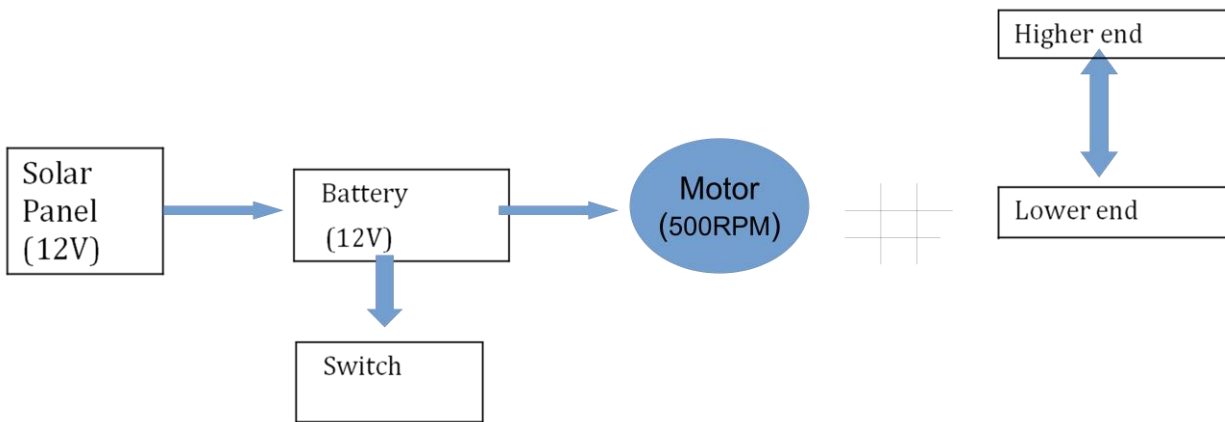 Solar
Panel
(12V)
Battery
(12V)
Switch
Motor
(500RPM)
Higher end
Lower end